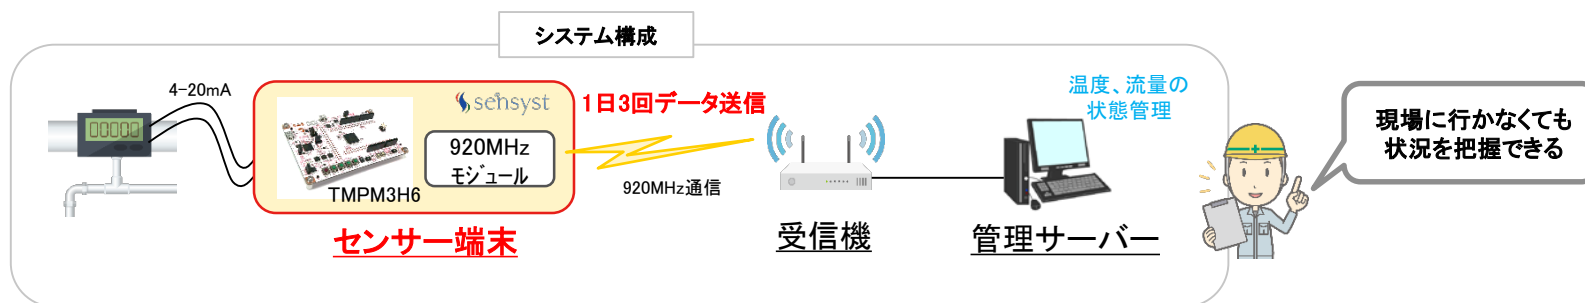 システム構成
4-20mA
00000
sensyst
920MHz
モジュール
TMPM3H6
センサー端末
1日3回データ送信
920MHz通信
受信機
温度、流量の
状態管理
管理サーバー
現場に行かなくても
状況を把握できる